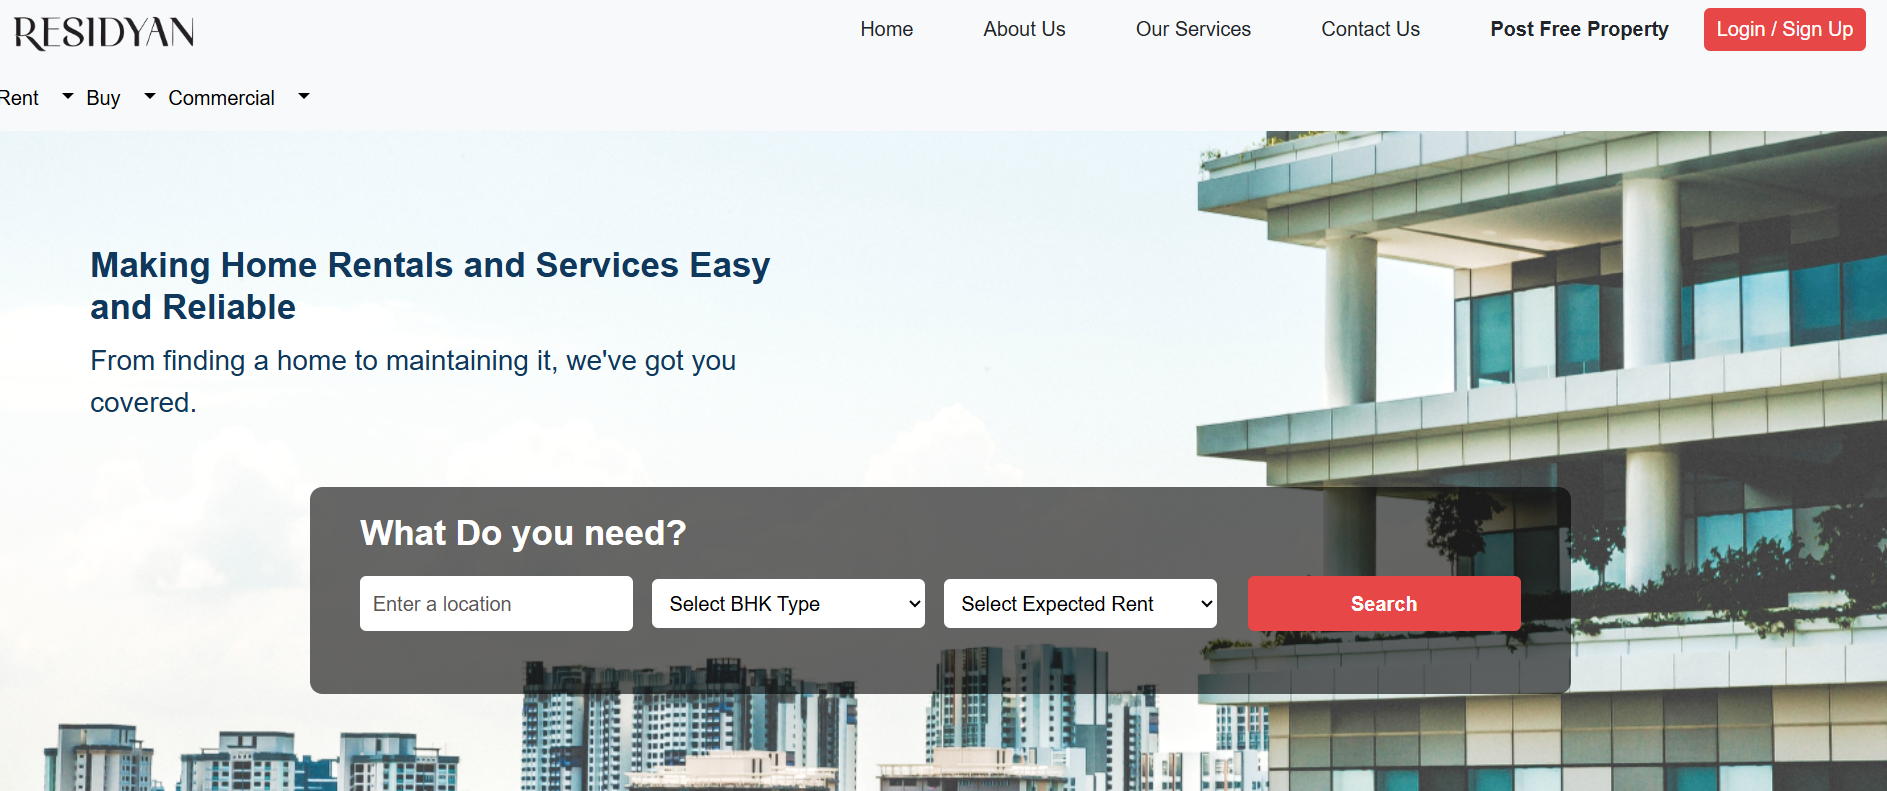 RESIDYAN
Home About Us Our Services Contact Us Post Free Property Login / Sign Up
Rent Buy Commercial
Making Home Rentals and Services Easy
and Reliable
From finding a home to maintaining it, we've got you
covered.
What Do you need?
Enter a location Select BHK Type Select Expected Rent Search